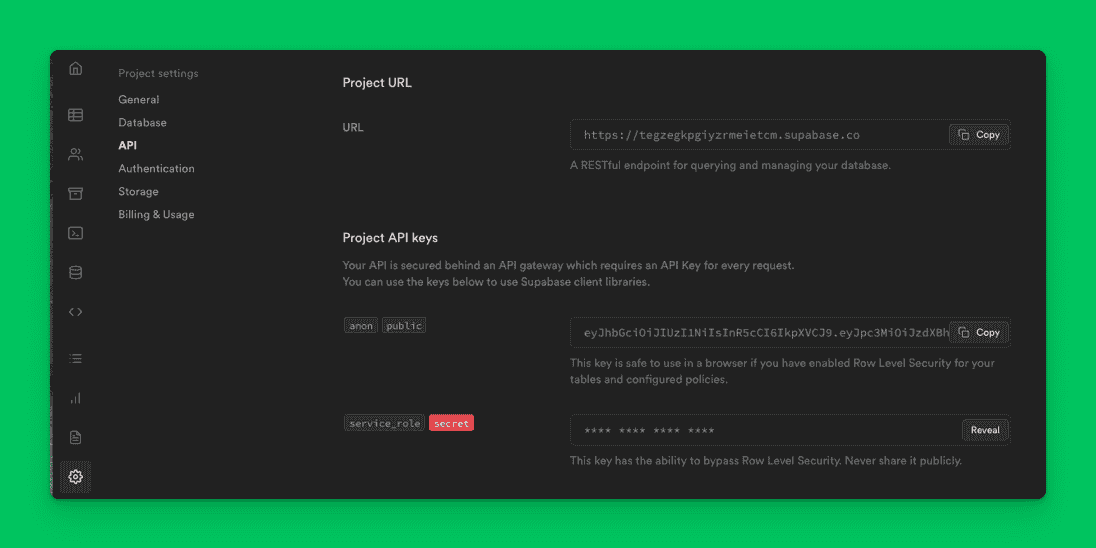 Project settings
General
Database
API
Authentication
Storage
Billing & Usage
Project URL
URL
https://tegzegkpgiyzrmeietcm.supabase.co
Copy
A RESTful endpoint for querying and managing your database.
Project API keys
Your API is secured behind an API gateway which requires an API Key for every request.
You can use the keys below to use Supabase client libraries.
anon public
eyJhbGciOiJIUzI1NiIsInR5cCI6IkpXVCJ9.eyJpc3MiOiJzdXBh
Copy
This key is safe to use in a browser if you have enabled Row Level Security for your
tables and configured policies.
service_role secret
**** **** **** ****
Reveal
This key has the ability to bypass Row Level Security. Never share it publicly.